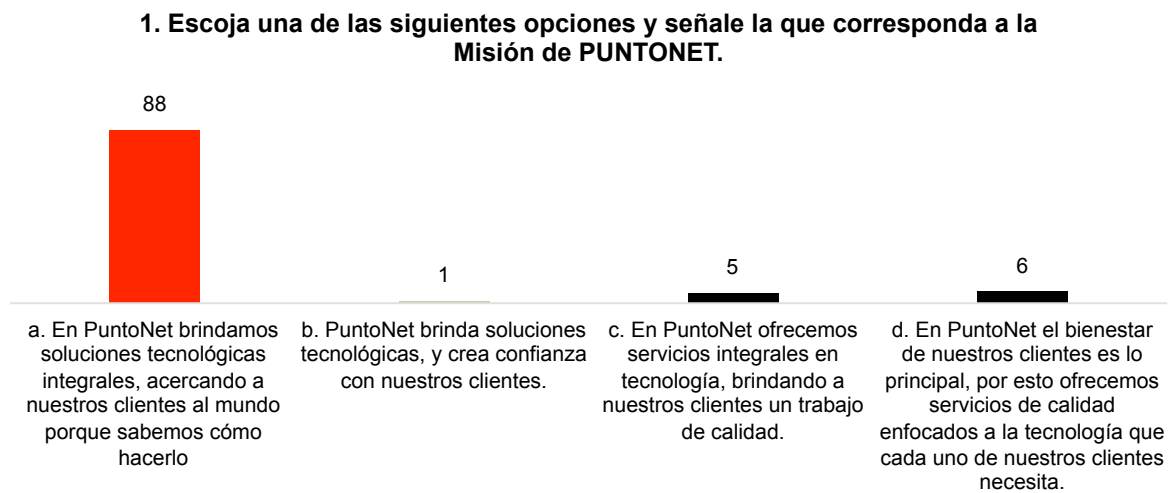 1. Escoja una de las siguientes opciones y señale la que corresponda a la
Misión de PUNTONET.
88
1
5
6
a. En PuntoNet brindamos
soluciones tecnológicas
integrales, acercando a
nuestros clientes al mundo
porque sabemos cómo
hacerlo
b. PuntoNet brinda soluciones
tecnológicas, y crea confianza
con nuestros clientes.
c. En PuntoNet ofrecemos
servicios integrales en
tecnología, brindando a
nuestros clientes un trabajo
de calidad.
d. En PuntoNet el bienestar
de nuestros clientes es lo
principal, por esto ofrecemos
servicios de calidad
enfocados a la tecnología que
cada uno de nuestros clientes
necesita.